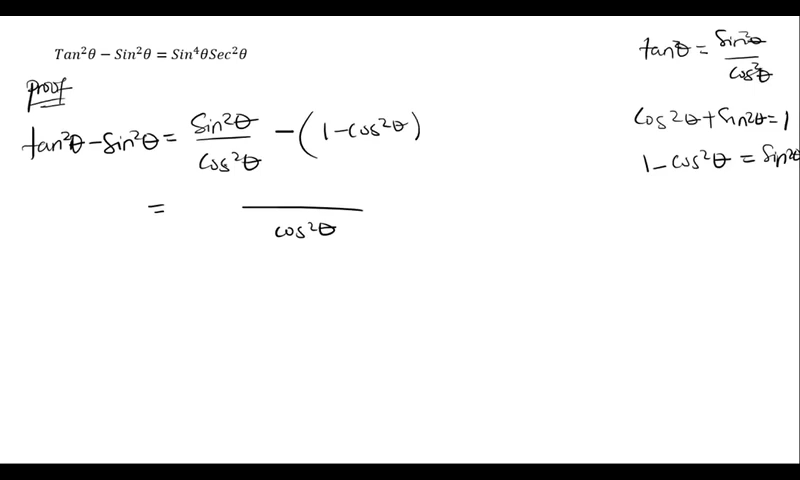 Tan²θ − Sin²θ = Sin⁴θSec²θ
Proof
tan²θ − Sin²θ = Sin²θ/cos²θ − (1 − cos²θ)
= /cos²θ
tan²θ = Sin²θ/cos²θ
cos²θ + Sin²θ = 1
1 − cos²θ = Sin²θ